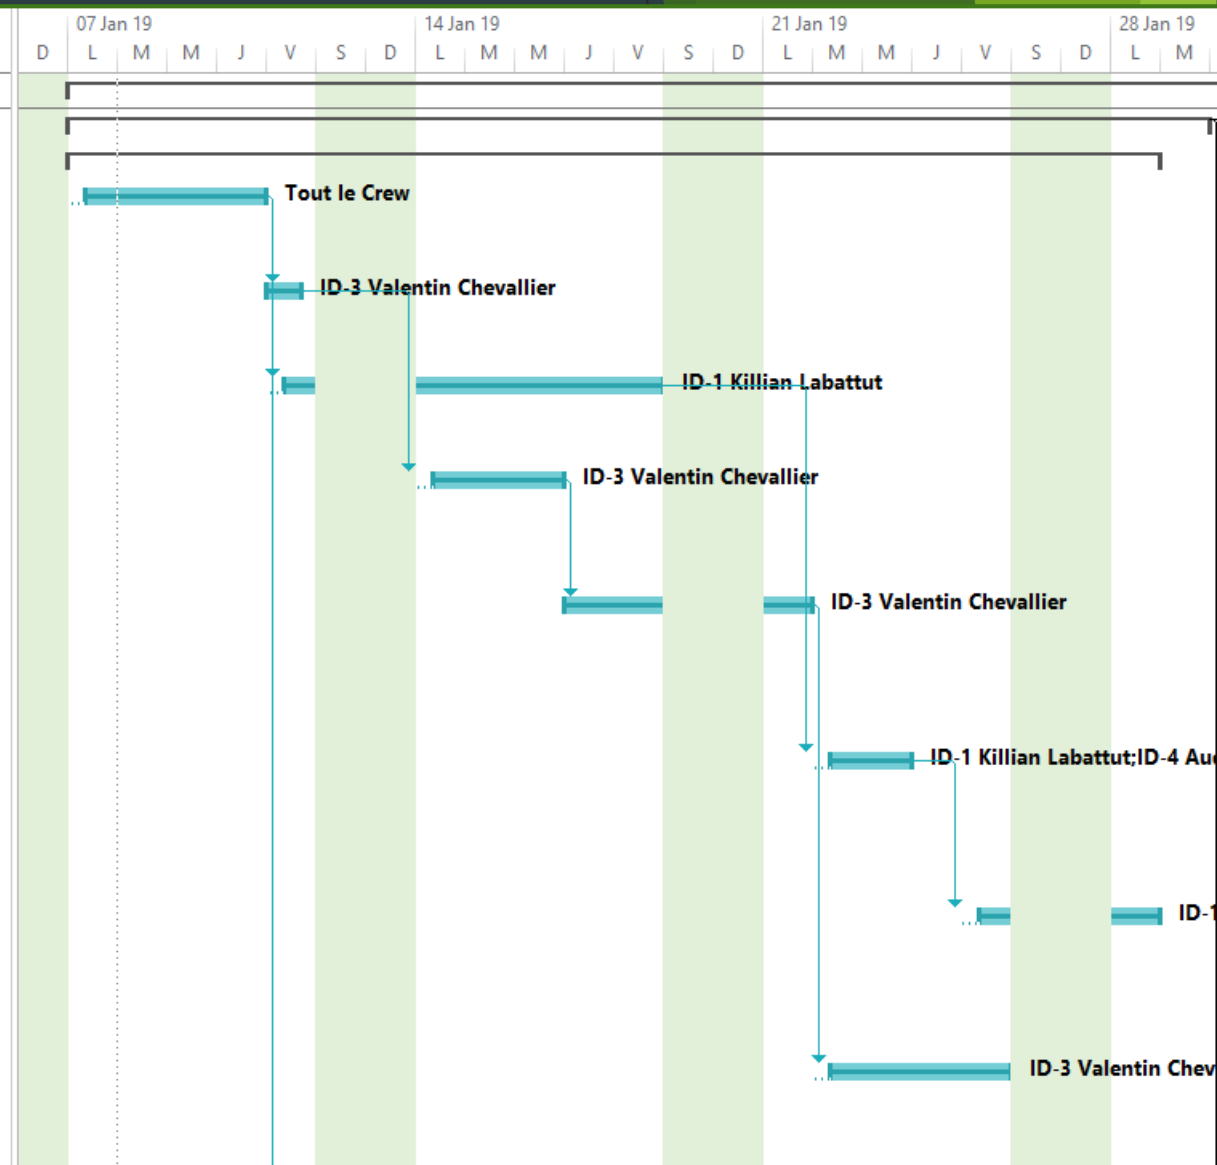 07 Jan 19 14 Jan 19 21 Jan 19 28 Jan 19
D L M M J V S D L M M J V S D L M M J V S D L M
Tout le Crew
ID-3 Valentin Chevallier
ID-1 Killian Labattut
ID-3 Valentin Chevallier
ID-3 Valentin Chevallier
ID-1 Killian Labattut;ID-4 Au
ID-1
ID-3 Valentin Chev